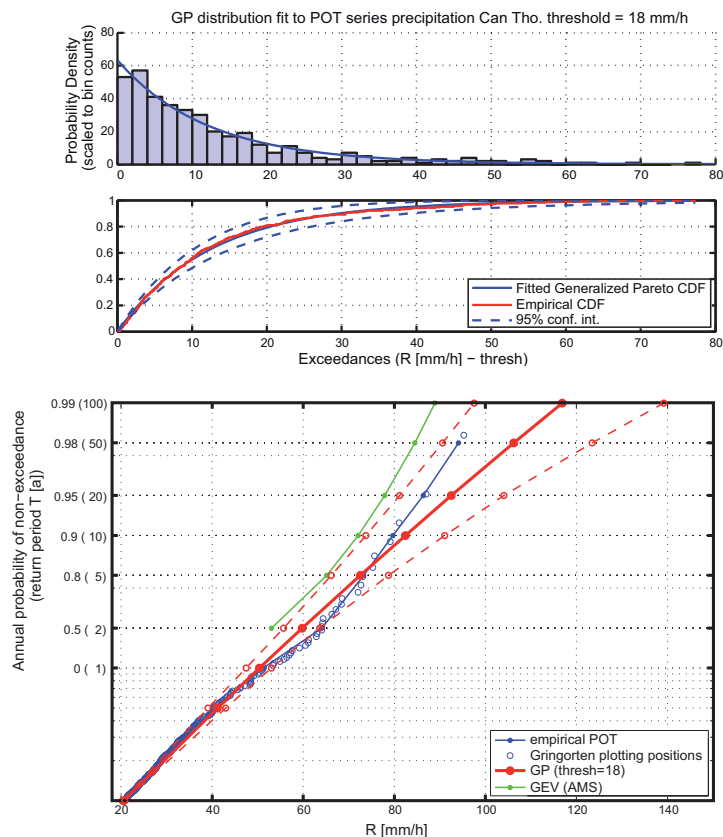 GP distribution fit to POT series precipitation Can Tho. threshold = 18 mm/h
Probability Density
(scaled to bin counts)
80
60
40
20
0
0 10 20 30 40 50 60 70 80
1
0.8
0.6
0.4
0.2
0
Fitted Generalized Pareto CDF
Empirical CDF
95% conf. int.
0 10 20 30 40 50 60 70 80
Exceedances (R [mm/h] − thresh)
Annual probability of non-exceedance
(return period T [a])
0.99 (100)
0.98 ( 50)
0.95 ( 20)
0.9 ( 10)
0.8 ( 5)
0.5 ( 2)
0 ( 1)
empirical POT
Gringorten plotting positions
GP (thresh=18)
GEV (AMS)
20 40 60 80 100 120 140
R [mm/h]